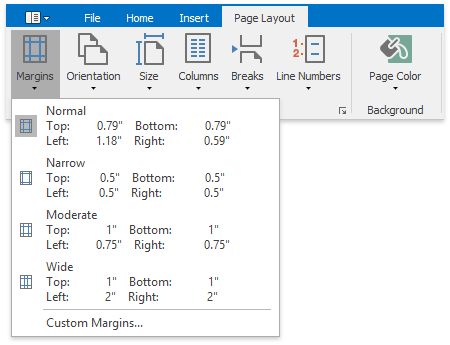 File Home Insert Page Layout
Margins Orientation Size Columns Breaks Line Numbers Page Color
Background
Normal
Top: 0.79" Bottom: 0.79"
Left: 1.18" Right: 0.59"
Narrow
Top: 0.5" Bottom: 0.5"
Left: 0.5" Right: 0.5"
Moderate
Top: 1" Bottom: 1"
Left: 0.75" Right: 0.75"
Wide
Top: 1" Bottom: 1"
Left: 2" Right: 2"
Custom Margins...